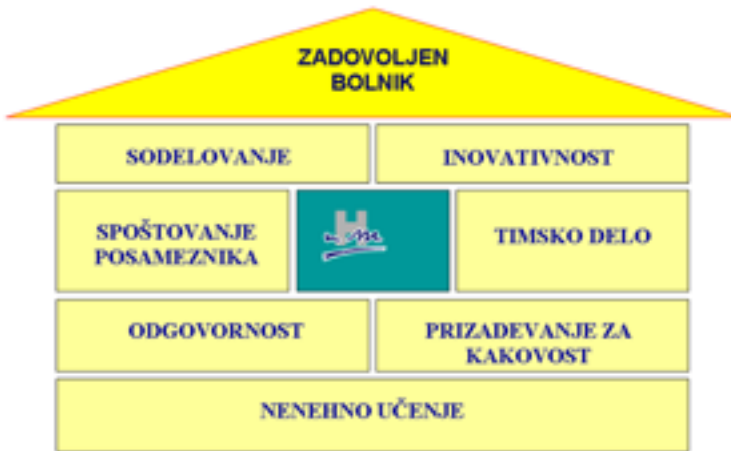 ZADOVOLJEN
BOLNIK
SODELOVANJE
INOVATIVNOST
SPOŠTOVANJE
POSAMEZNIKA
TIMSKO DELO
ODGOVORNOST
PRIZADEVANJE ZA
KAKOVOST
NENEHNO UČENJE